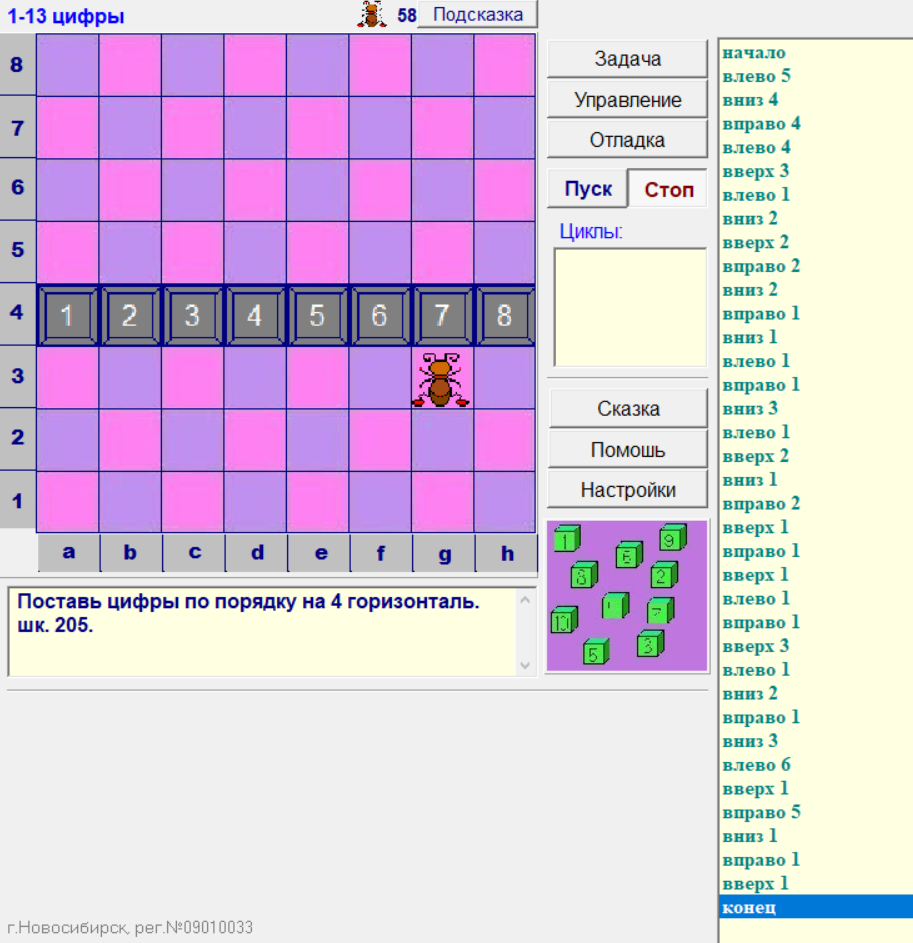 1-13 цифры
58
Подсказка
8
7
6
5
4
3
2
1
1 2 3 4 5 6 7 8
a b c d e f g h
Поставь цифры по порядку на 4 горизонталь.
шк. 205.
Задача
Управление
Отладка
Пуск Стоп
Циклы:
Сказка
Помошь
Настройки
1
9
6
8
2
7
10
5
3
начало
влево 5
вниз 4
вправо 4
влево 4
вверх 3
влево 1
вниз 2
вверх 2
вправо 2
вниз 2
вправо 1
вниз 1
влево 1
вправо 1
вниз 3
влево 1
вверх 2
вниз 1
вправо 2
вверх 1
вправо 1
вверх 1
влево 1
вправо 1
вверх 3
влево 1
вниз 2
вправо 1
вниз 3
влево 6
вверх 1
вправо 5
вниз 1
вправо 1
вверх 1
конец
г.Новосибирск, рег.№09010033